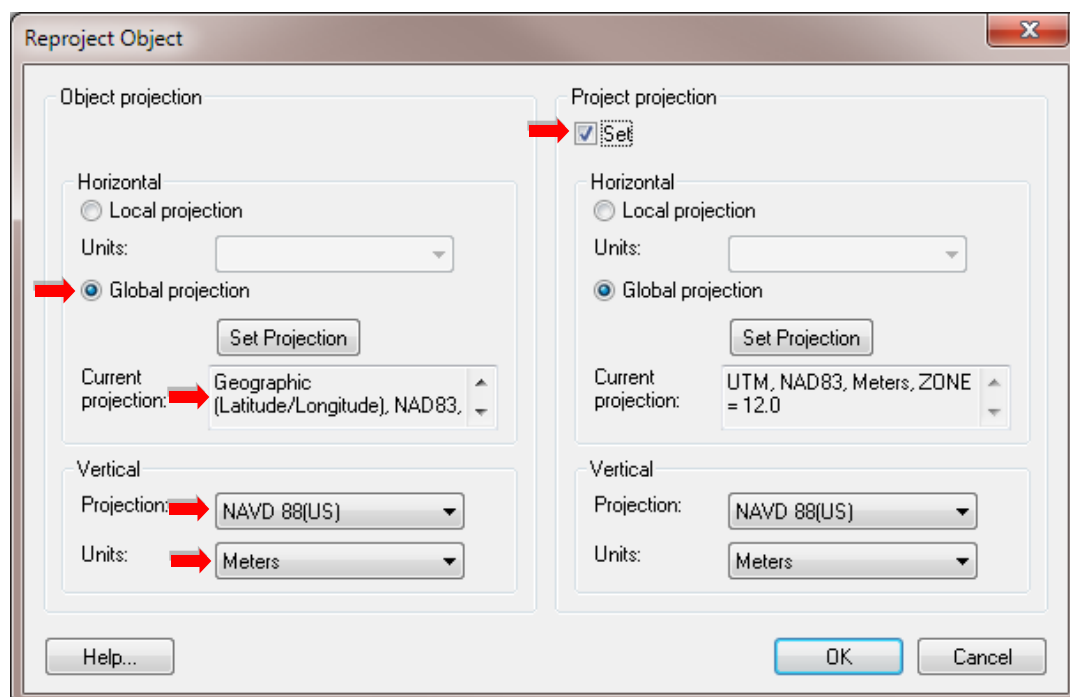 Reproject Object
Object projection
Horizontal
Local projection
Units:
Global projection
Set Projection
Current
projection:
Geographic
(Latitude/Longitude), NAD83,
Vertical
Projection:
NAVD 88(US)
Units:
Meters
Project projection
Set
Horizontal
Local projection
Units:
Global projection
Set Projection
Current
projection:
UTM, NAD83, Meters, ZONE
= 12.0
Vertical
Projection:
NAVD 88(US)
Units:
Meters
Help...
OK
Cancel